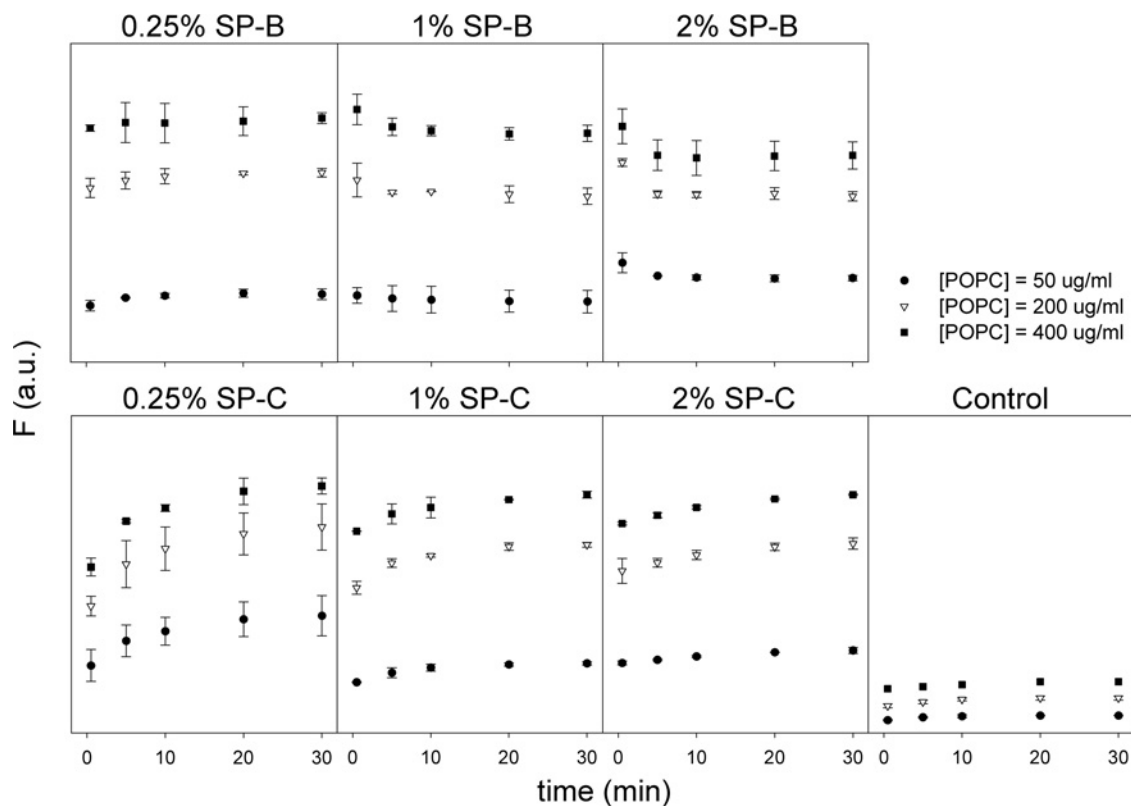 0.25% SP-B
1% SP-B
2% SP-B
[POPC] = 50 ug/ml
[POPC] = 200 ug/ml
[POPC] = 400 ug/ml
F (a.u.)
0.25% SP-C
1% SP-C
2% SP-C
Control
0 10 20 30 0 10 20 30 0 10 20 30 0 10 20 30
time (min)